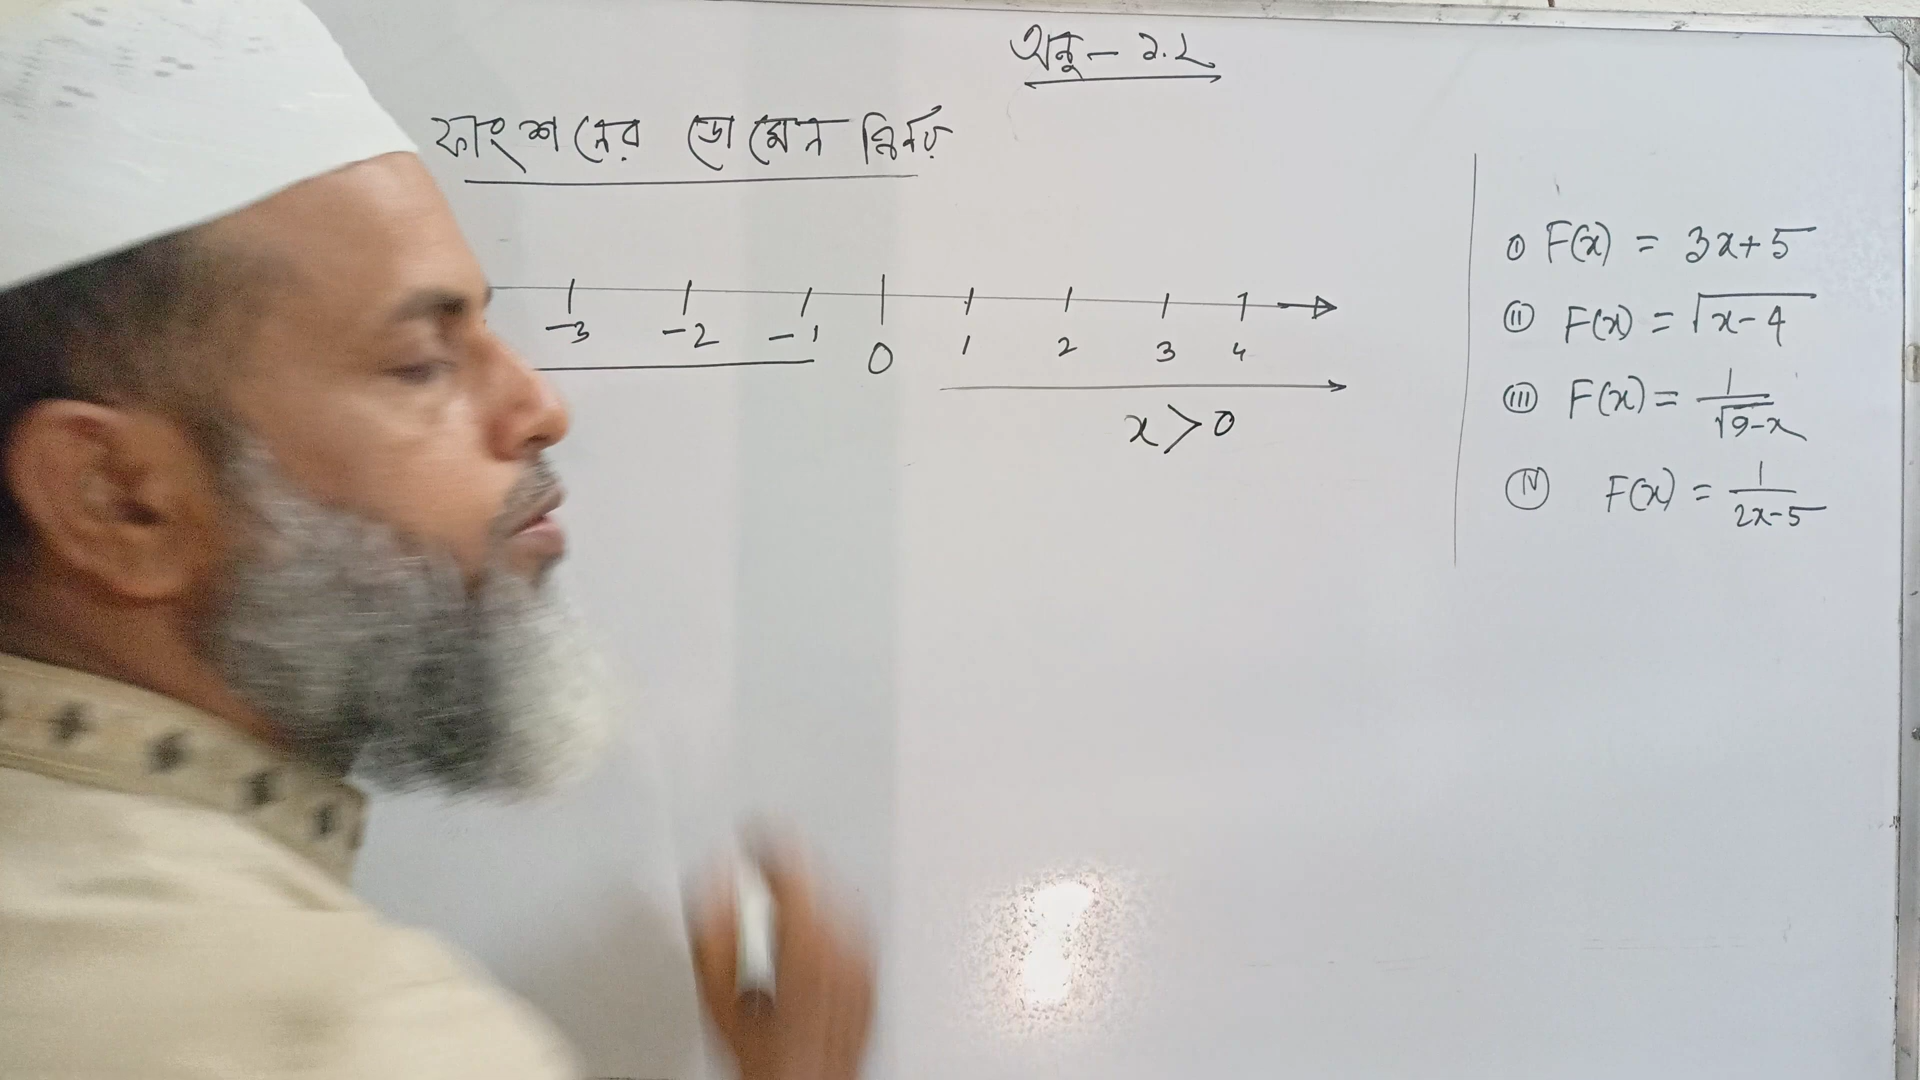 অনু - ২.২
ফাংশনের ডোমেন নির্নয়
-3 -2 -1 0 1 2 3 4
x > 0
(i) F(x) = 3x+5
(ii) F(x) = √x-4
(iii) F(x) = 1/√9-x
(iv) F(x) = 1/2x-5